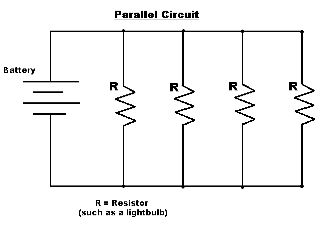 Parallel Circuit
Battery
R R R R
R = Resistor
(such as a lightbulb)